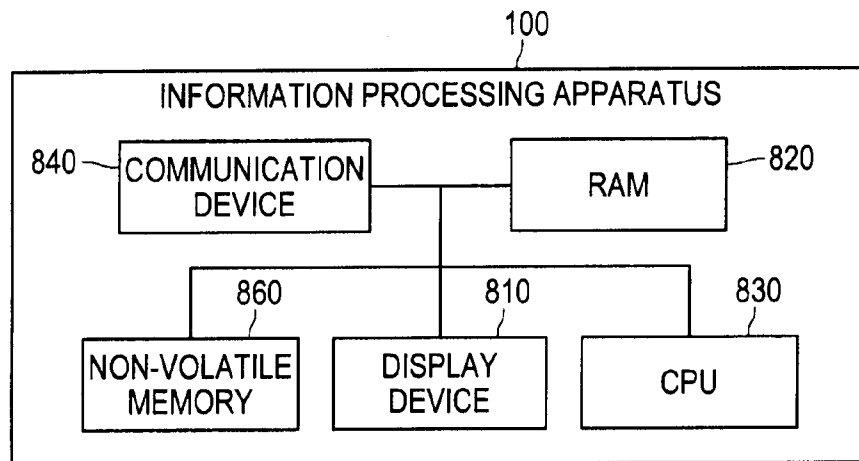 100
INFORMATION PROCESSING APPARATUS
840
COMMUNICATION
DEVICE
RAM
820
860
NON-VOLATILE
MEMORY
810
DISPLAY
DEVICE
830
CPU